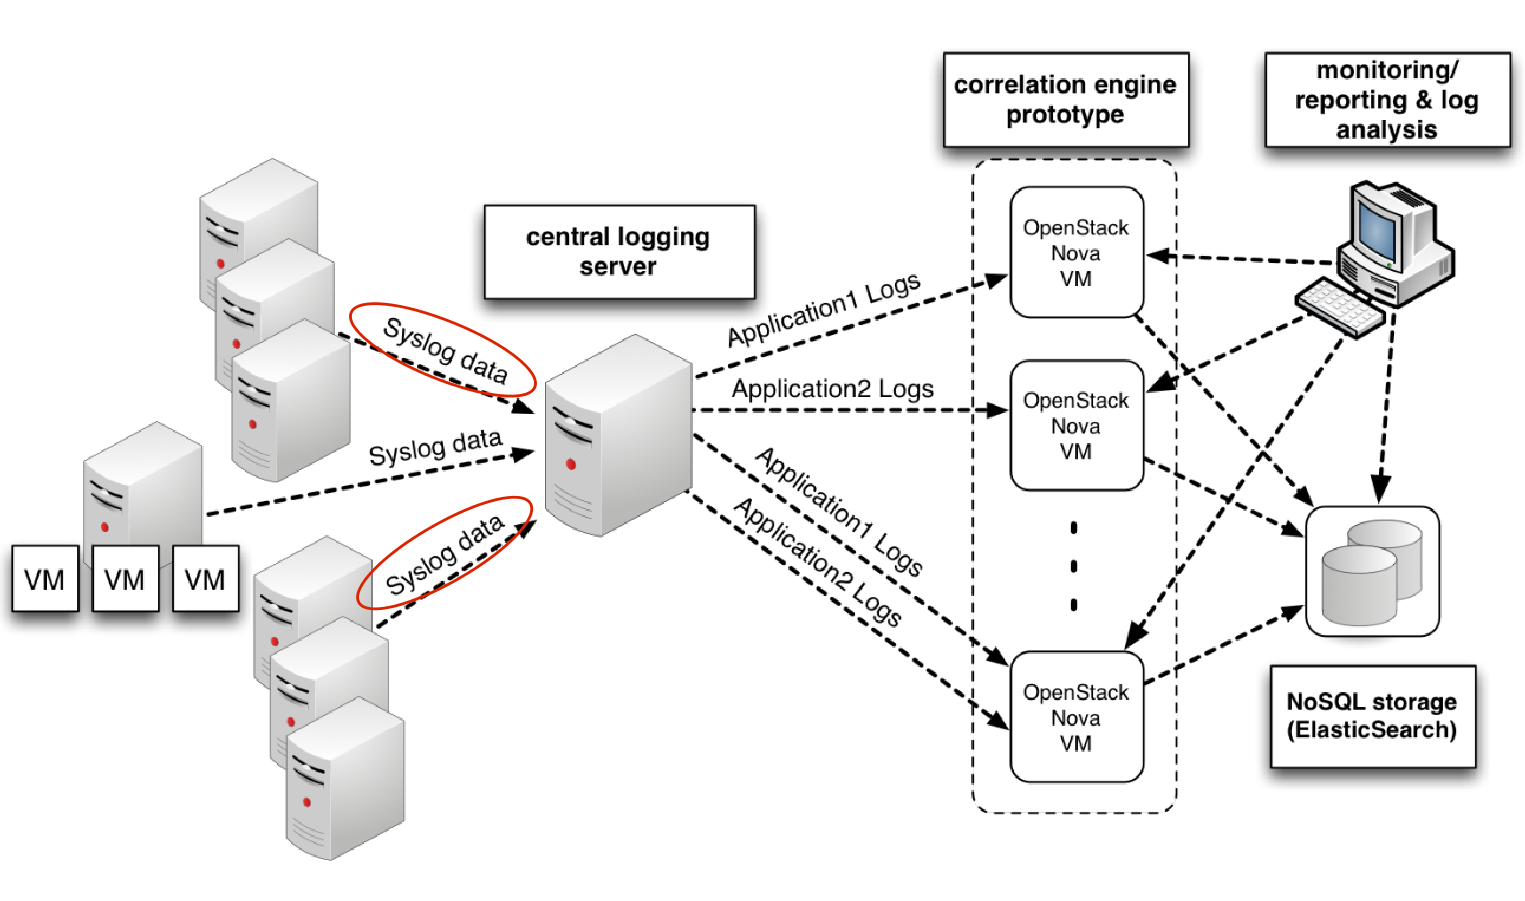 correlation engine
prototype
monitoring/
reporting & log
analysis
central logging
server
Syslog data
Syslog data
Syslog data
VM
VM
VM
Application1 Logs
Application2 Logs
Application1 Logs
Application2 Logs
OpenStack
Nova
VM
OpenStack
Nova
VM
OpenStack
Nova
VM
NoSQL storage
(ElasticSearch)